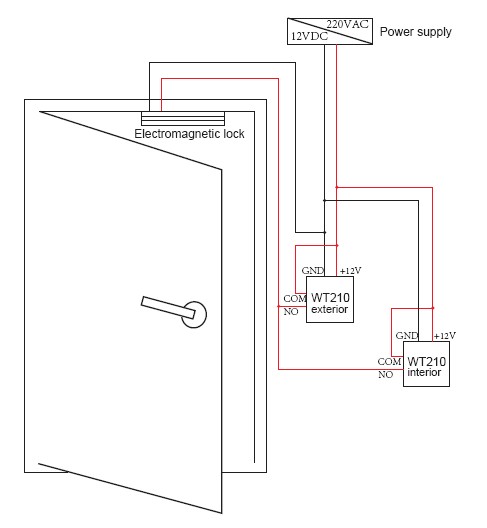 220VAC
12VDC
Power supply
Electromagnetic lock
GND
+12V
COM
NO
WT210
exterior
GND
+12V
COM
NO
WT210
interior